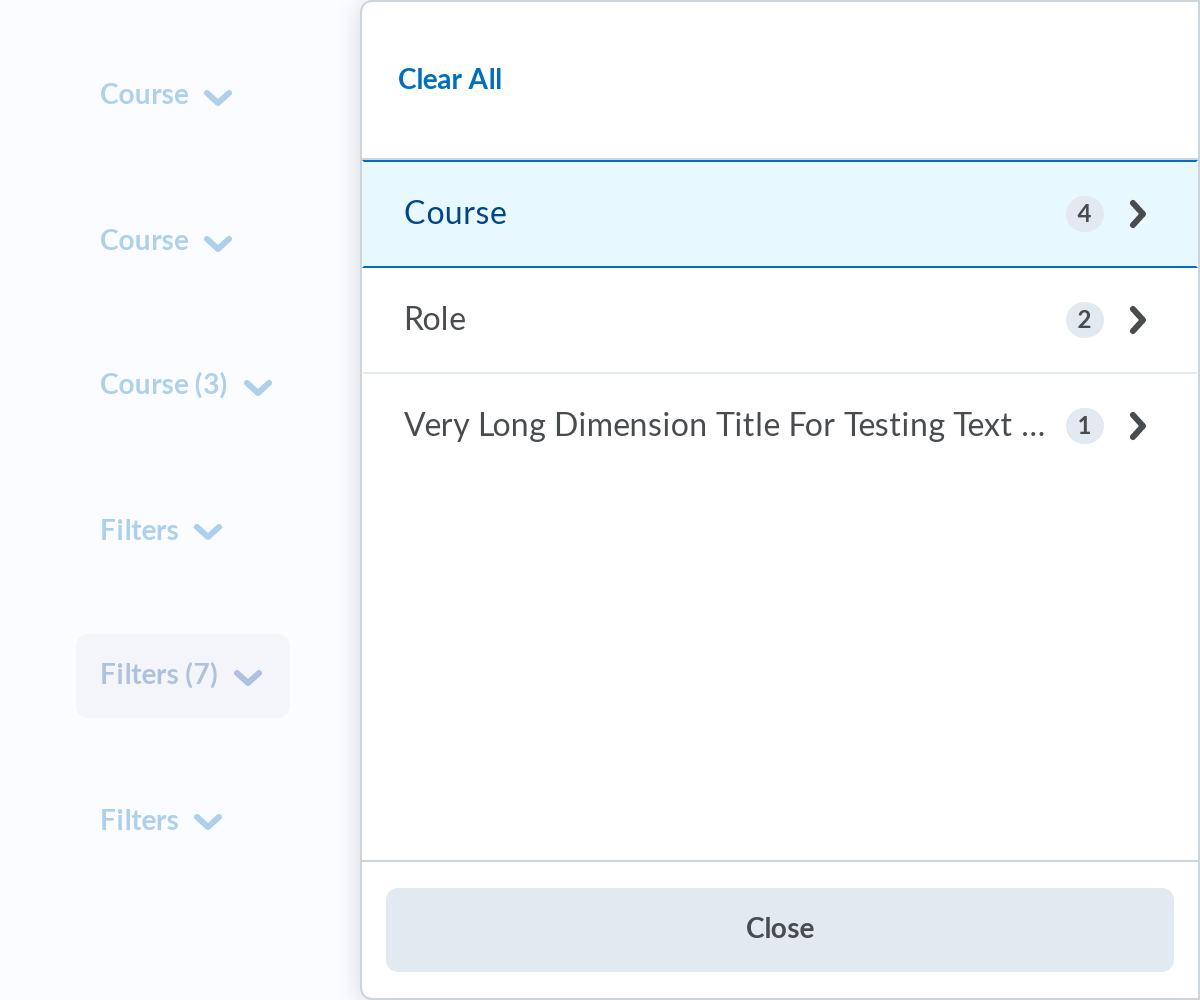 Course
Course
Course (3)
Filters
Filters (7)
Filters
Clear All
Course 4
Role 2
Very Long Dimension Title For Testing Text ... 1
Close